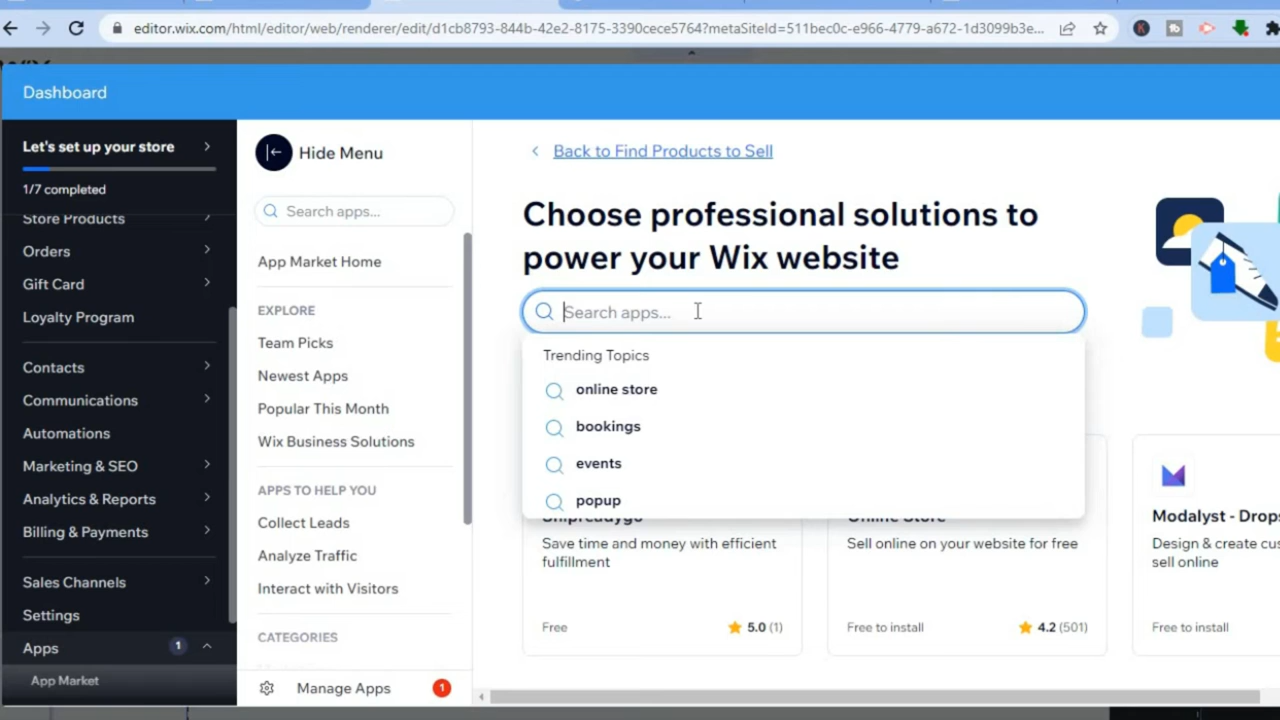 editor.wix.com/html/editor/web/renderer/edit/d1cb8793-844b-42e2-8175-3390cece5764?metaSiteId=511bec0c-e966-4779-a672-1d3099b3e...
Dashboard
Let's set up your store
1/7 completed
Store Products
Orders
Gift Card
Loyalty Program
Contacts
Communications
Automations
Marketing & SEO
Analytics & Reports
Billing & Payments
Sales Channels
Settings
Apps 1
App Market
Hide Menu
Search apps...
App Market Home
EXPLORE
Team Picks
Newest Apps
Popular This Month
Wix Business Solutions
APPS TO HELP YOU
Collect Leads
Analyze Traffic
Interact with Visitors
CATEGORIES
Manage Apps 1
Back to Find Products to Sell
Choose professional solutions to
power your Wix website
Search apps...
Trending Topics
online store
bookings
events
popup
Shipreadygo
Save time and money with efficient
fulfillment
Free 5.0 (1)
Online Store
Sell online on your website for free
Free to install 4.2 (501)
Modalyst - Drops
Design & create cus
sell online
Free to install